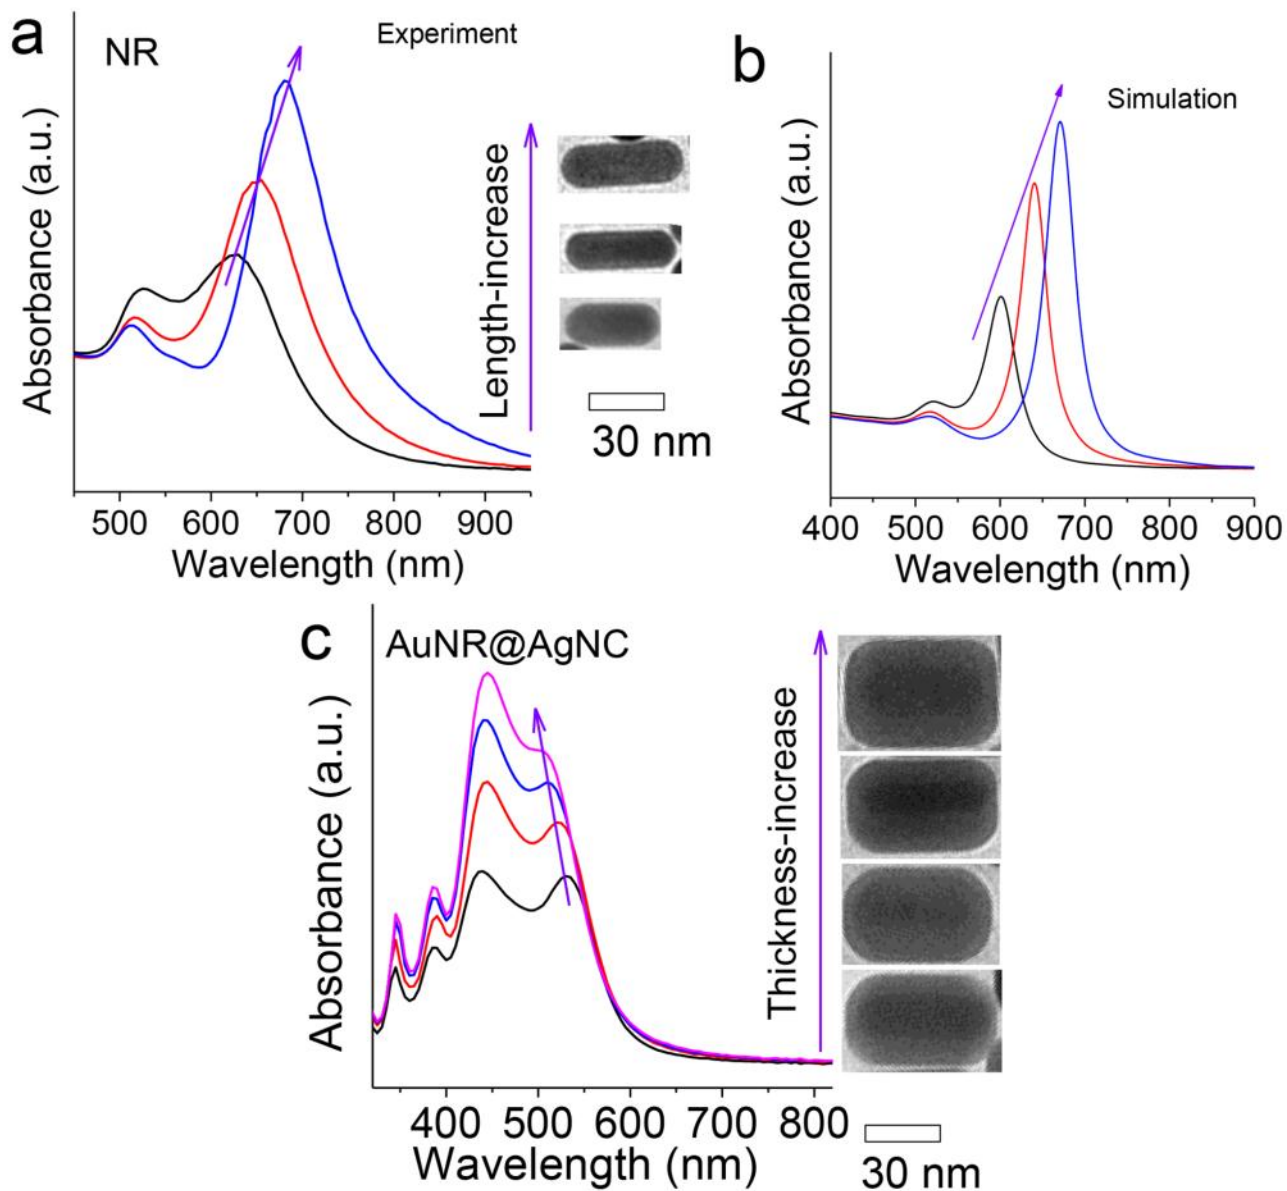 a
NR
Experiment
Absorbance (a.u.)
500 600 700 800 900
Wavelength (nm)
Length-increase
30 nm
b
Simulation
Absorbance (a.u.)
400 500 600 700 800 900
Wavelength (nm)
c
AuNR@AgNC
Absorbance (a.u.)
400 500 600 700 800
Wavelength (nm)
Thickness-increase
30 nm